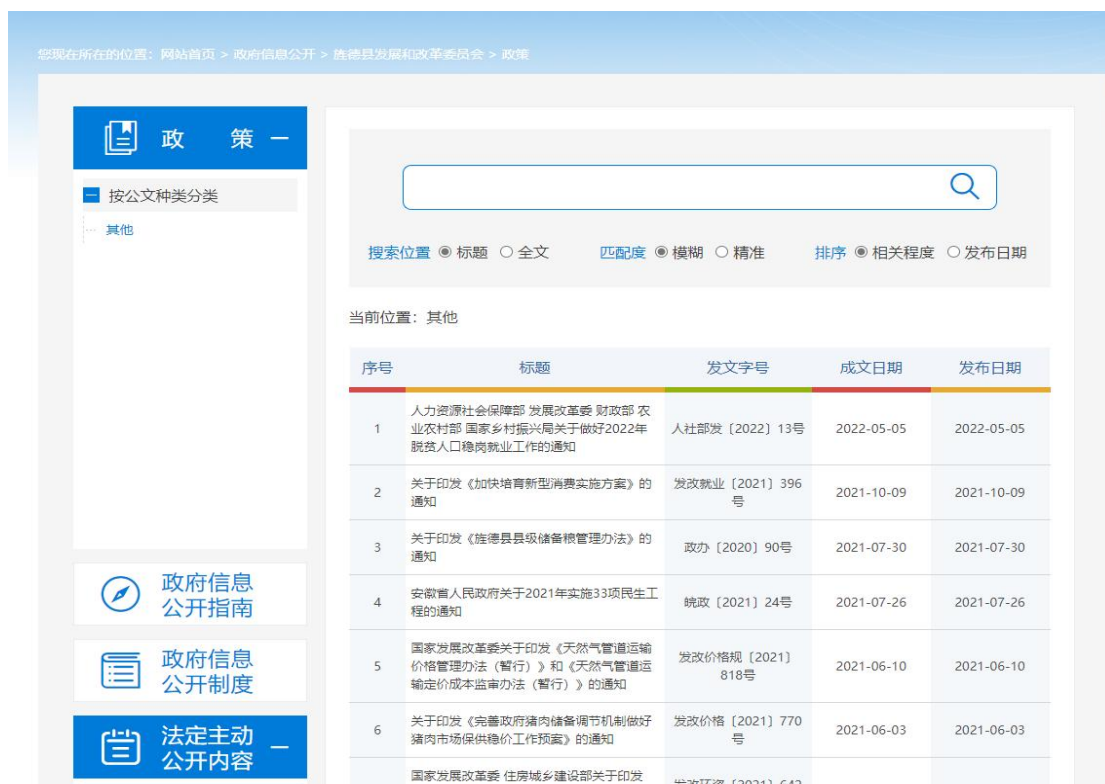 您现在所在的位置：网站首页 > 政府信息公开 > 旌德县发展和改革委员会 > 政策
政 策
按公文种类分类
其他
政府信息
公开指南
政府信息
公开制度
法定主动
公开内容
搜索位置 标题 全文 匹配度 模糊 精准 排序 相关程度 发布日期
当前位置：其他
序号 标题 发文字号 成文日期 发布日期
人力资源社会保障部 发展改革委 财政部 农
1 业农村部 国家乡村振兴局关于做好2022年 人社部发〔2022〕13号 2022-05-05 2022-05-05
脱贫人口稳岗就业工作的通知
关于印发《加快培育新型消费实施方案》的 发改就业〔2021〕396
2 通知 号 2021-10-09 2021-10-09
关于印发《旌德县县级储备粮管理办法》的
3 通知 政办〔2020〕90号 2021-07-30 2021-07-30
安徽省人民政府关于2021年实施33项民生工
4 程的通知 皖政〔2021〕24号 2021-07-26 2021-07-26
国家发展改革委关于印发《天然气管道运输
5 价格管理办法（暂行）》和《天然气管道运 发改价格规〔2021〕 2021-06-10 2021-06-10
输定价成本监审办法（暂行）》的通知 818号
关于印发《完善政府猪肉储备调节机制做好 发改价格〔2021〕770
6 猪肉市场保供稳价工作预案》的通知 号 2021-06-03 2021-06-03
国家发展改革委 住房城乡建设部关于印发